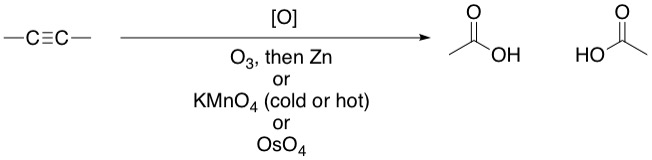 —C≡C—
[O]
O₃, then Zn
or
KMnO₄ (cold or hot)
or
OsO₄
O
OH
O
HO